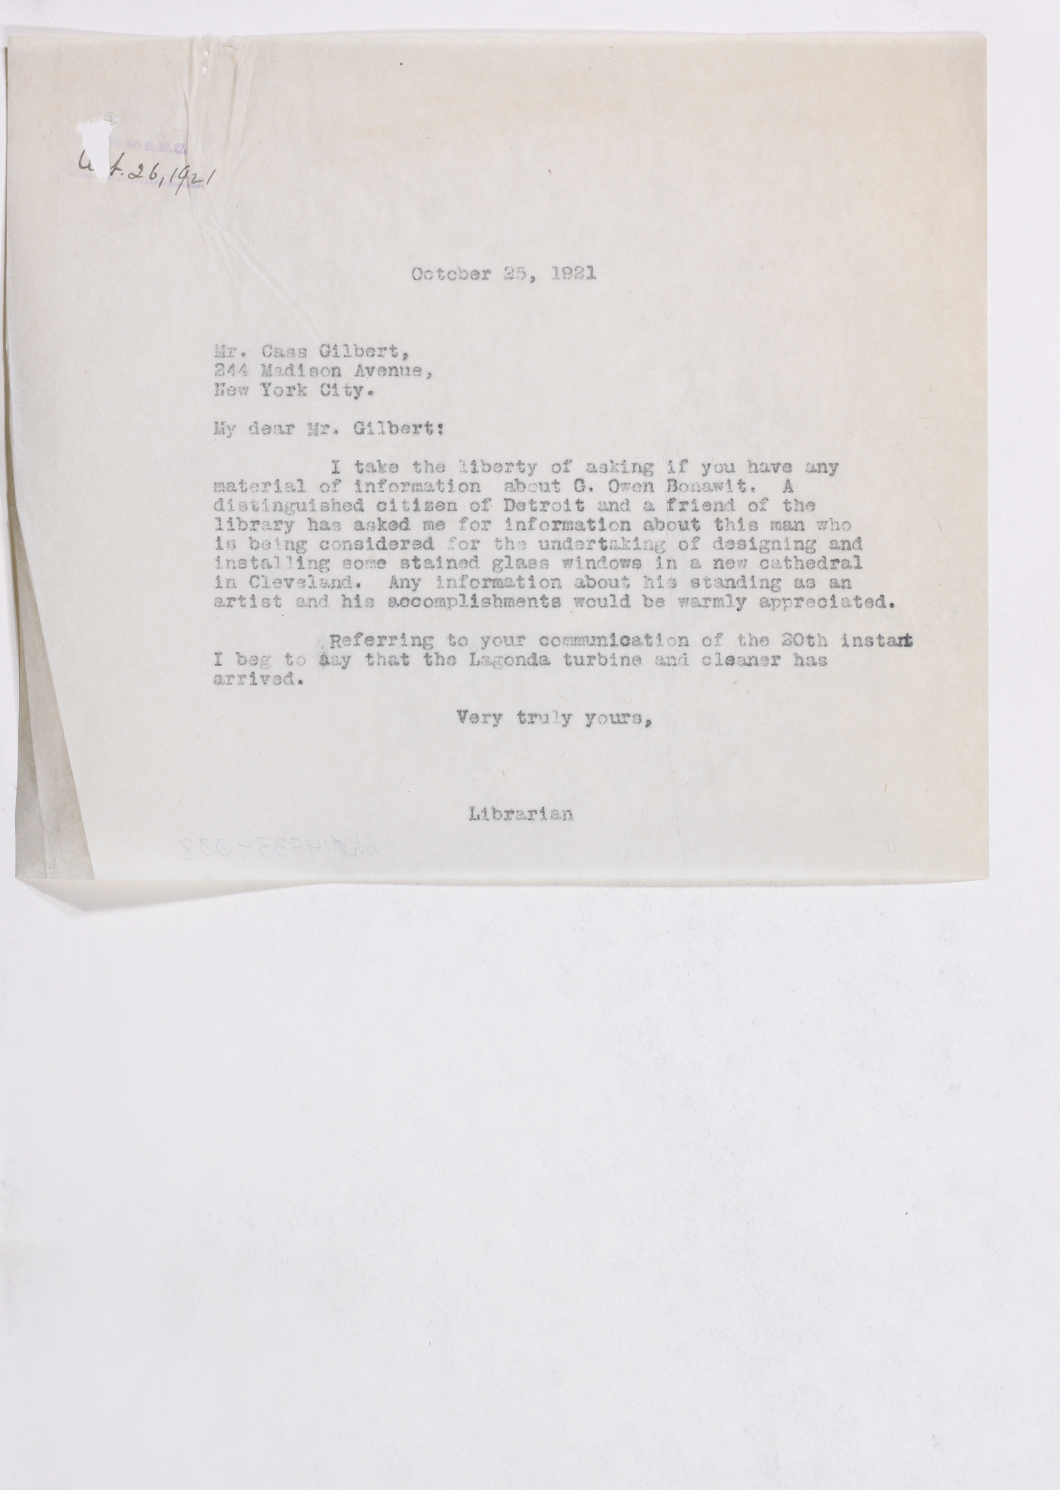 Oct. 26, 1921
October 25, 1921
Mr. Cass Gilbert,
244 Madison Avenue,
New York City.
My dear Mr. Gilbert:
I take the liberty of asking if you have any
material of information about G. Owen Bonawit. A
distinguished citizen of Detroit and a friend of the
library has asked me for information about this man who
is being considered for the undertaking of designing and
installing some stained glass windows in a new cathedral
in Cleveland. Any information about his standing as an
artist and his accomplishments would be warmly appreciated.
Referring to your communication of the 20th instant
I beg to say that the Lagonda turbine and cleaner has
arrived.
Very truly yours,
Librarian